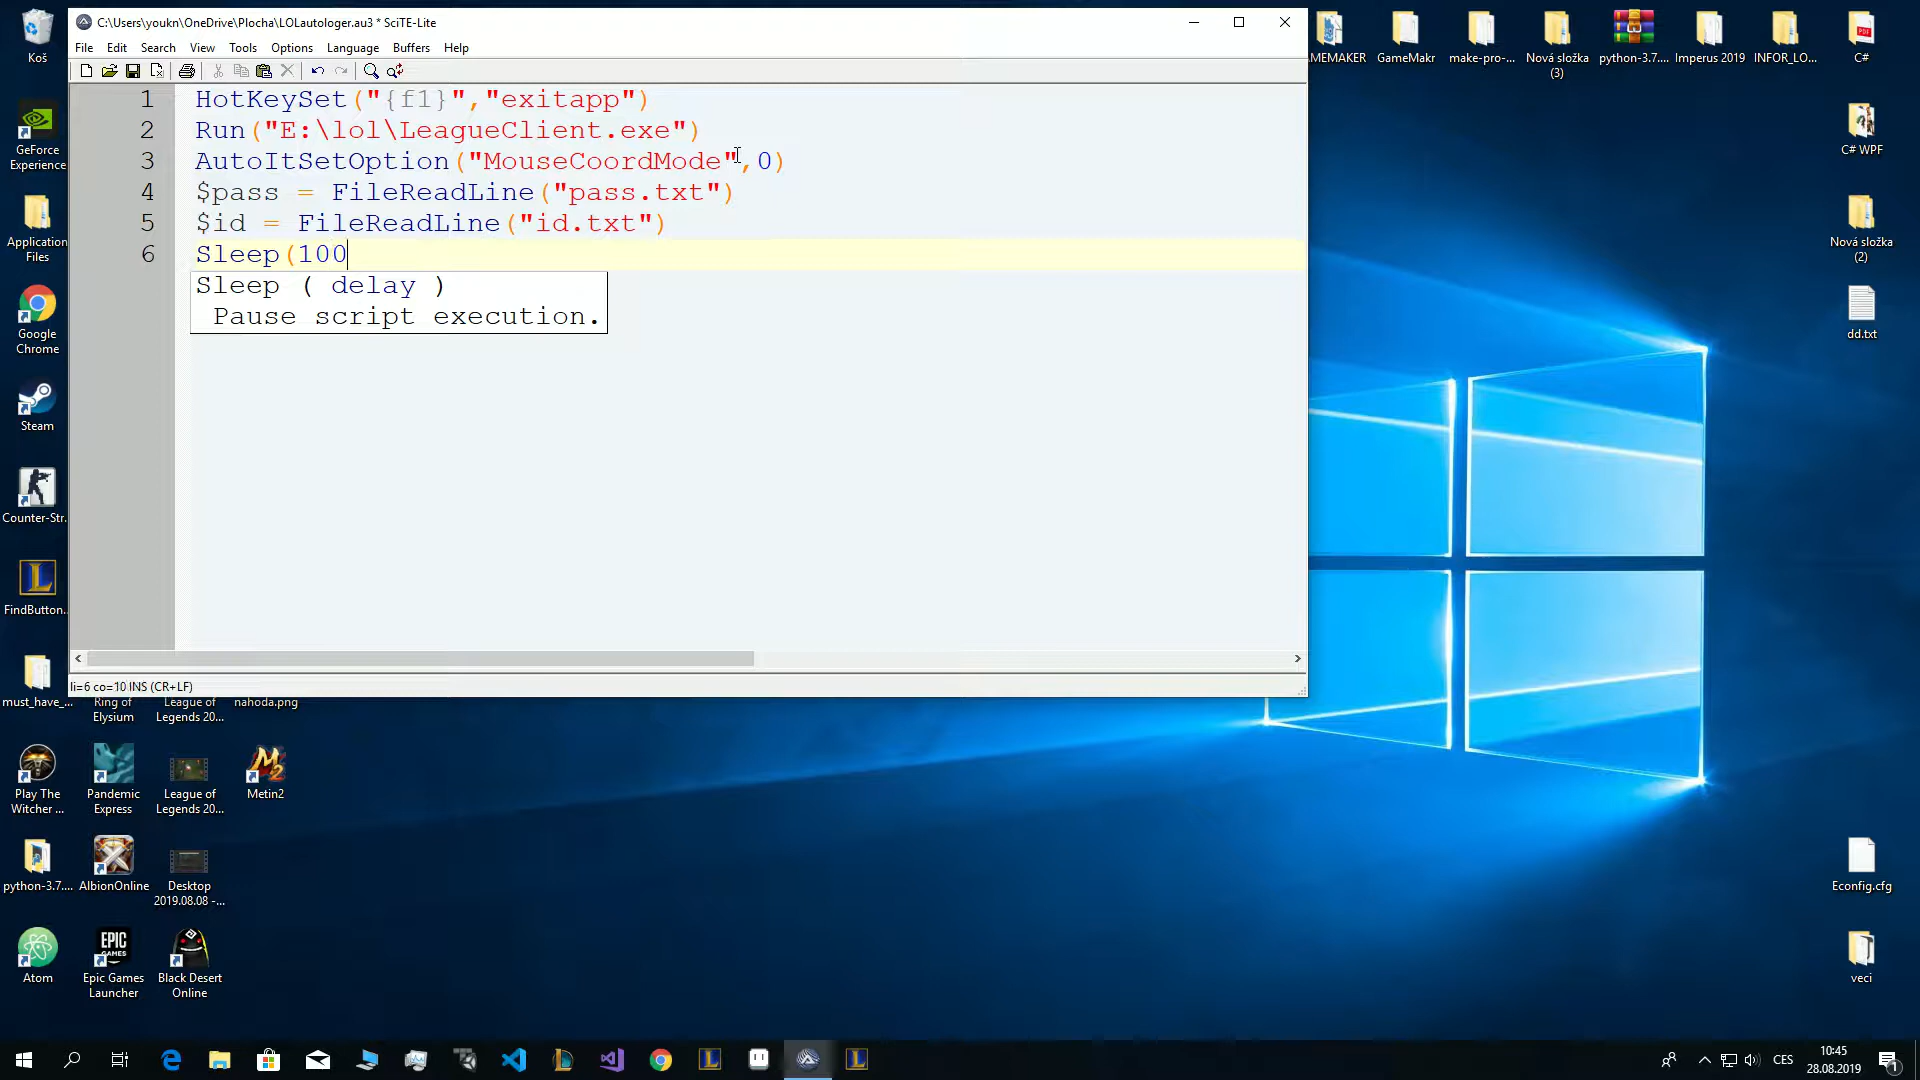 C:\Users\youkn\OneDrive\Plocha\LOLautologer.au3 * SciTE-Lite
File Edit Search View Tools Options Language Buffers Help
1 HotKeySet("{f1}","exitapp")
2 Run("E:\lol\LeagueClient.exe")
3 AutoItSetOption("MouseCoordMode",0)
4 $pass = FileReadLine("pass.txt")
5 $id = FileReadLine("id.txt")
6 Sleep(100
Sleep ( delay )
Pause script execution.
li=6 co=10 INS (CR+LF)
Koš
GeForce
Experience
Application
Files
Google
Chrome
Steam
Counter-Str...
FindButton...
must_have_...
Ring of
Elysium
League of
Legends 20...
nahoda.png
Play The
Witcher ...
Pandemic
Express
League of
Legends 20...
Metin2
python-3.7....
AlbionOnline
Desktop
2019.08.08 -...
Atom
EPIC
GAMES
Epic Games
Launcher
Black Desert
Online
MEMAKER
GameMakr
make-pro-...
Nová složka
(3)
python-3.7....
Imperus 2019
INFOR_LO...
C#
C# WPF
Nová složka
(2)
dd.txt
Econfig.cfg
veci
CES
10:45
28.08.2019
1